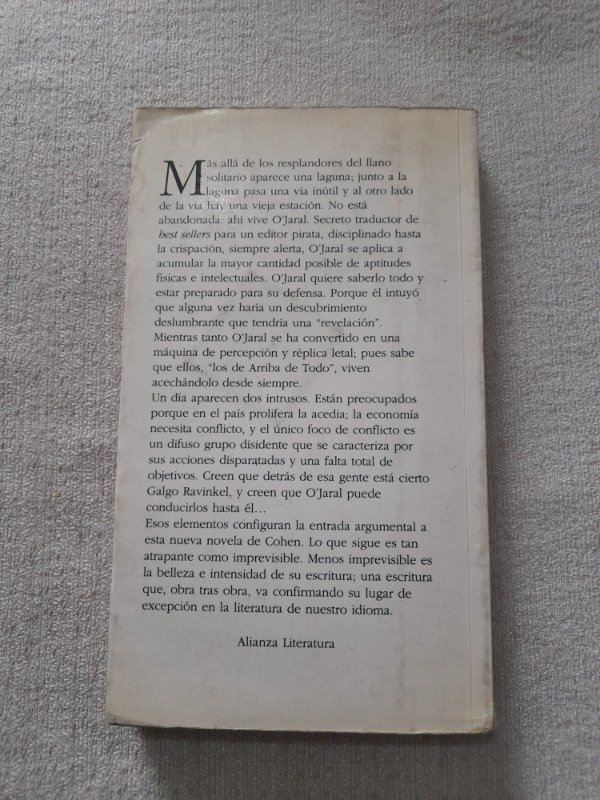 Más allá de los resplandores del llano
solitario aparece una laguna; junto a la
laguna pasa una vía inútil y al otro lado
de la vía hay una vieja estación. No está
abandonada: ahí vive O'Jaral. Secreto traductor de
best sellers para un editor pirata, disciplinado hasta
la crispación, siempre alerta, O'Jaral se aplica a
acumular la mayor cantidad posible de aptitudes
físicas e intelectuales. O'Jaral quiere saberlo todo y
estar preparado para su defensa. Porque él intuyó
que alguna vez haría un descubrimiento
deslumbrante que tendría una “revelación”.
Mientras tanto O'Jaral se ha convertido en una
máquina de percepción y réplica letal; pues sabe
que ellos, “los de Arriba de Todo”, viven
acechándolo desde siempre.
Un día aparecen dos intrusos. Están preocupados
porque en el país prolifera la acedia; la economía
necesita conflicto, y el único foco de conflicto es
un difuso grupo disidente que se caracteriza por
sus acciones disparatadas y una falta total de
objetivos. Creen que detrás de esa gente está cierto
Galgo Ravinkel, y creen que O'Jaral puede
conducirlos hasta él...
Esos elementos configuran la entrada argumental a
esta nueva novela de Cohen. Lo que sigue es tan
atrapante como imprevisible. Menos imprevisible es
la belleza e intensidad de su escritura; una escritura
que, obra tras obra, va confirmando su lugar de
excepción en la literatura de nuestro idioma.
Alianza Literatura